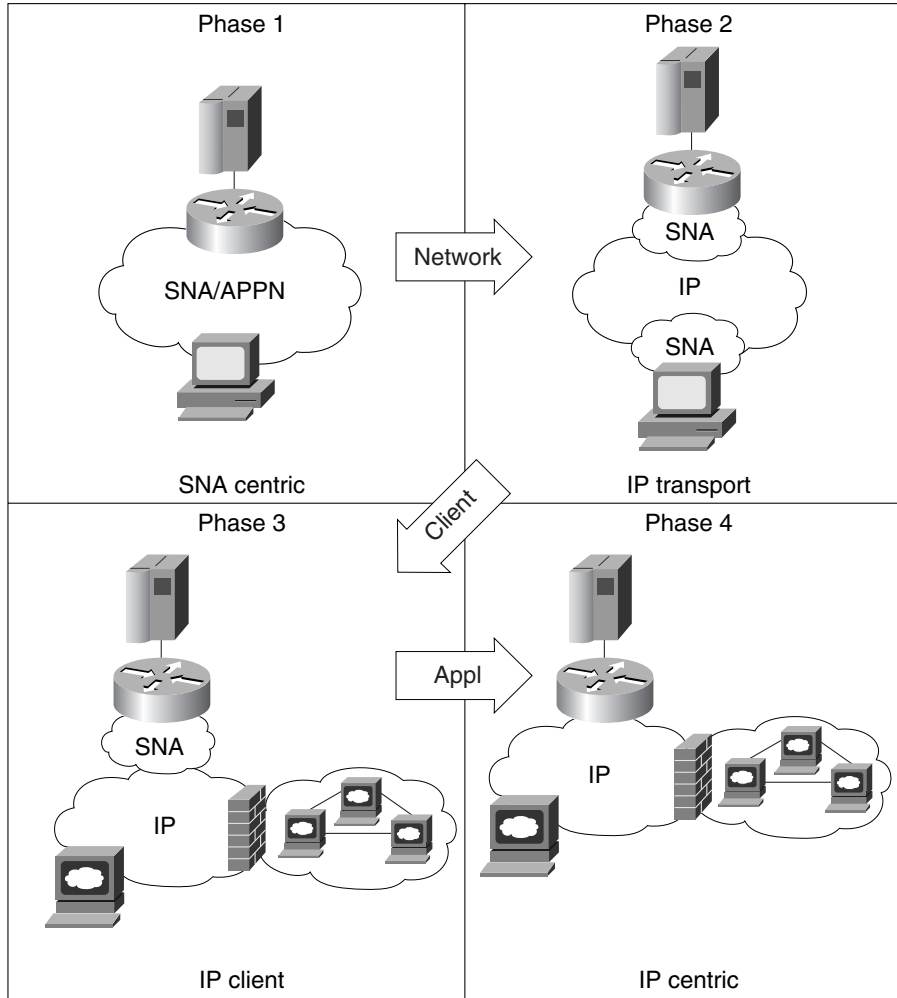 Phase 1
SNA/APPN
SNA centric
Network
Phase 2
SNA
IP
SNA
IP transport
Client
Phase 3
SNA
IP
IP client
Appl
Phase 4
IP
IP centric